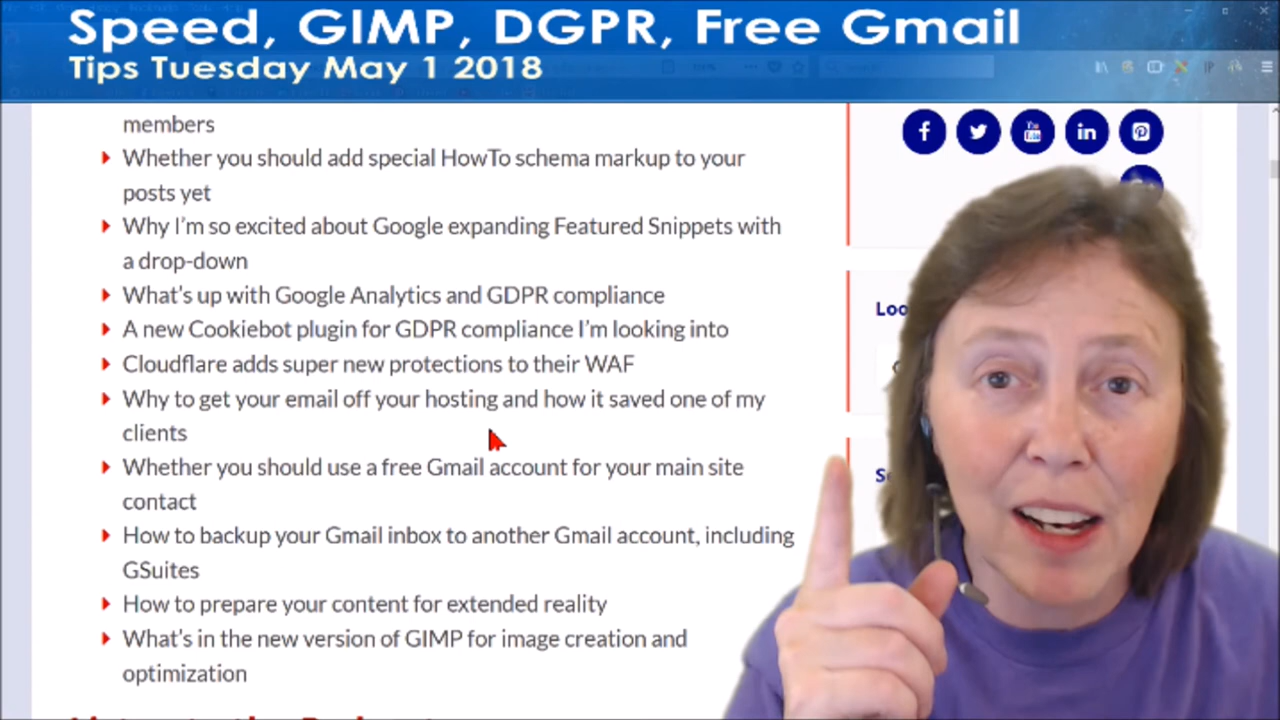 Speed, GIMP, DGPR, Free Gmail
Tips Tuesday May 1 2018
members
Whether you should add special HowTo schema markup to your
posts yet
Why I'm so excited about Google expanding Featured Snippets with
a drop-down
What's up with Google Analytics and GDPR compliance
A new Cookiebot plugin for GDPR compliance I'm looking into
Cloudflare adds super new protections to their WAF
Why to get your email off your hosting and how it saved one of my
clients
Whether you should use a free Gmail account for your main site
contact
How to backup your Gmail inbox to another Gmail account, including
GSuites
How to prepare your content for extended reality
What's in the new version of GIMP for image creation and
optimization